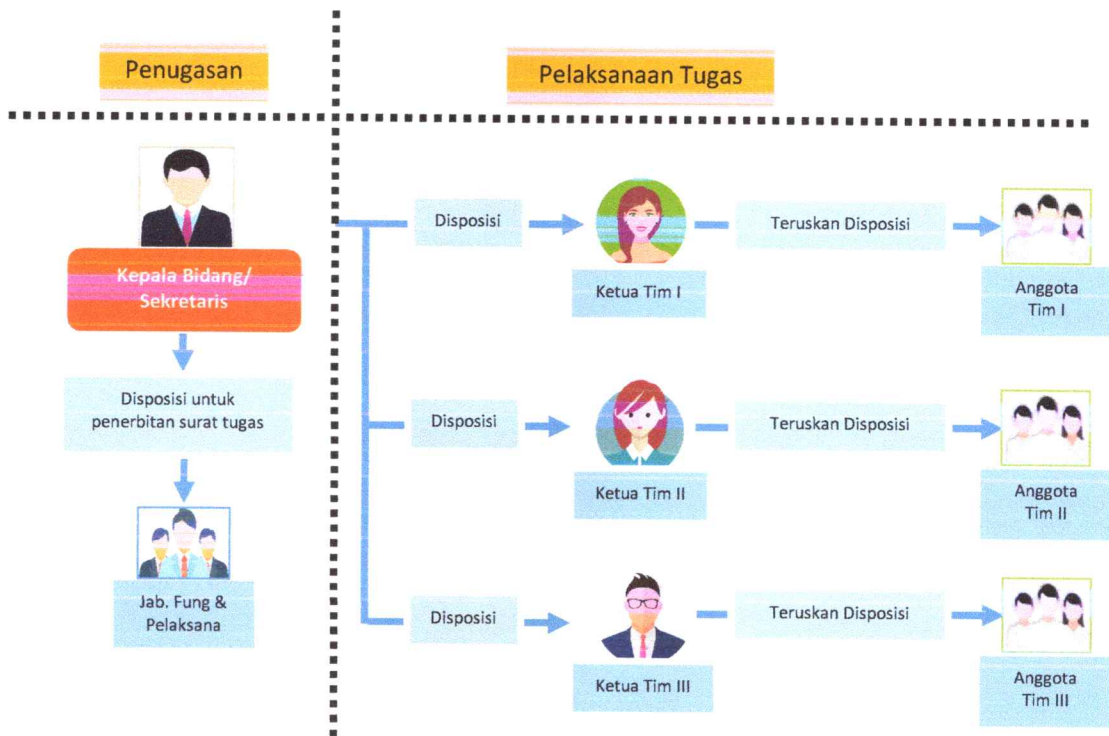 Penugasan
Pelaksanaan Tugas
Kepala Bidang/
Sekretaris
Disposisi untuk
penerbitan surat tugas
Jab. Fung &
Pelaksana
Disposisi
Ketua Tim I
Teruskan Disposisi
Anggota
Tim I
Disposisi
Ketua Tim II
Teruskan Disposisi
Anggota
Tim II
Disposisi
Ketua Tim III
Teruskan Disposisi
Anggota
Tim III